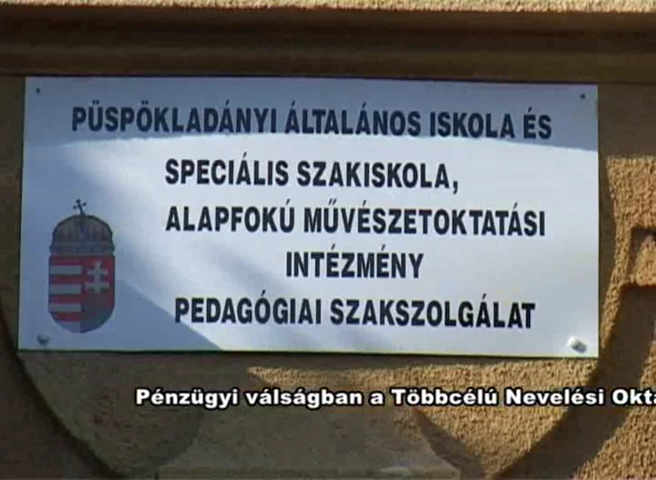 PÜSPÖKLADÁNYI ÁLTALÁNOS ISKOLA ÉS
SPECIÁLIS SZAKISKOLA,
ALAPFOKÚ MŰVÉSZETOKTATÁSI
INTÉZMÉNY
PEDAGÓGIAI SZAKSZOLGÁLAT
Pénzügyi válságban a Többcélú Nevelési Okta